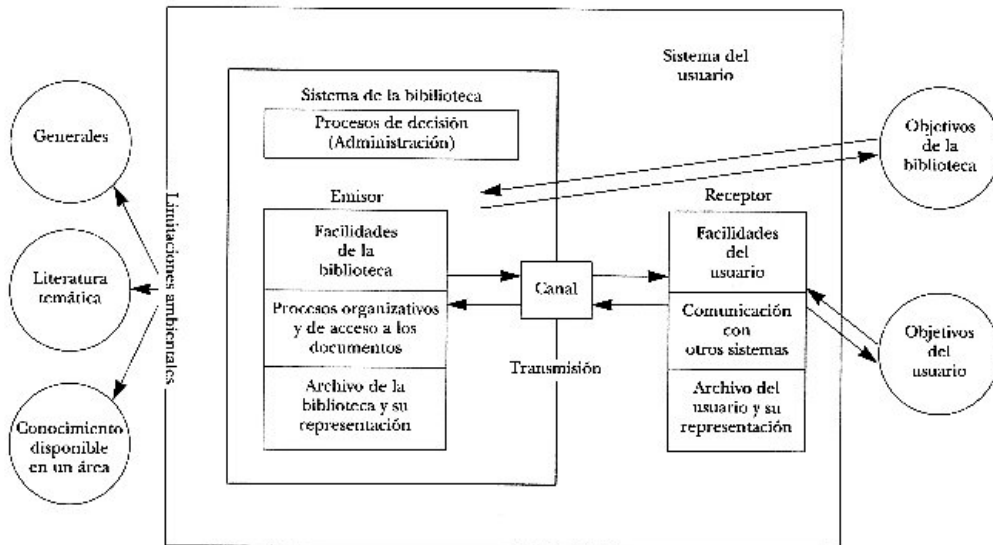 Sistema del
usuario
Sistema de la bibilioteca
Procesos de decisión
(Administración)
Generales
Literatura
temática
Conocimiento
disponible
en un área
Limitaciones ambientales
Emisor
Facilidades
de la
biblioteca
Procesos organizativos
y de acceso a los
documentos
Archivo de la
biblioteca y su
representación
Canal
Transmisión
Receptor
Facilidades
del
usuario
Comunicación
con
otros sistemas
Archivo del
usuario y su
representación
Objetivos
de la
biblioteca
Objetivos
del
usuario